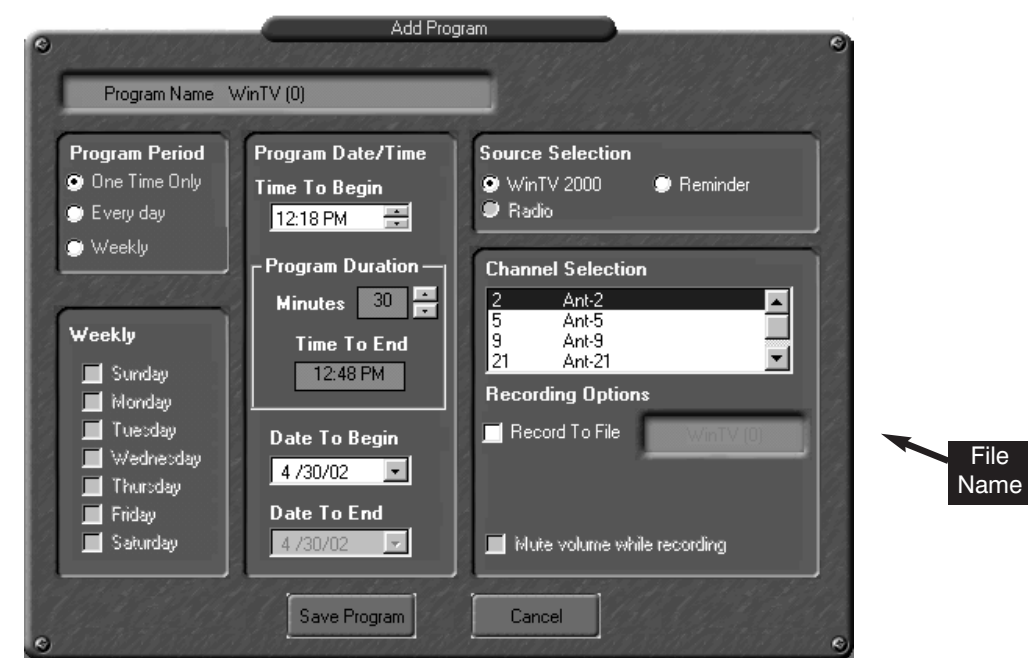 Add Program
Program Name WinTV (0)
Program Period
One Time Only
Every day
Weekly
Weekly
Sunday
Monday
Tuesday
Wednesday
Thursday
Friday
Saturday
Program Date/Time
Time To Begin
12:18 PM
Program Duration
Minutes 30
Time To End
12:48 PM
Date To Begin
4 /30/02
Date To End
4 /30/02
Source Selection
WinTV 2000 Reminder
Radio
Channel Selection
2 Ant-2
5 Ant-5
9 Ant-9
21 Ant-21
Recording Options
Record To File WinTV (0)
Mute volume while recording
Save Program Cancel
File
Name